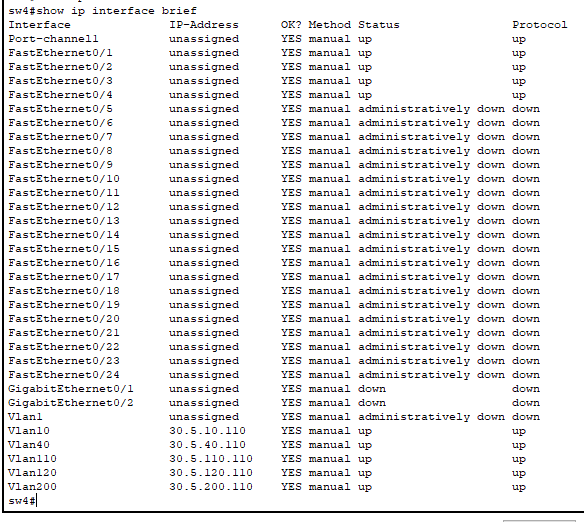 sw4#show ip interface brief
Interface IP-Address OK? Method Status Protocol
Port-channel1 unassigned YES manual up up
FastEthernet0/1 unassigned YES manual up up
FastEthernet0/2 unassigned YES manual up up
FastEthernet0/3 unassigned YES manual up up
FastEthernet0/4 unassigned YES manual up up
FastEthernet0/5 unassigned YES manual administratively down down
FastEthernet0/6 unassigned YES manual administratively down down
FastEthernet0/7 unassigned YES manual administratively down down
FastEthernet0/8 unassigned YES manual administratively down down
FastEthernet0/9 unassigned YES manual administratively down down
FastEthernet0/10 unassigned YES manual administratively down down
FastEthernet0/11 unassigned YES manual administratively down down
FastEthernet0/12 unassigned YES manual administratively down down
FastEthernet0/13 unassigned YES manual administratively down down
FastEthernet0/14 unassigned YES manual administratively down down
FastEthernet0/15 unassigned YES manual administratively down down
FastEthernet0/16 unassigned YES manual administratively down down
FastEthernet0/17 unassigned YES manual administratively down down
FastEthernet0/18 unassigned YES manual administratively down down
FastEthernet0/19 unassigned YES manual administratively down down
FastEthernet0/20 unassigned YES manual administratively down down
FastEthernet0/21 unassigned YES manual administratively down down
FastEthernet0/22 unassigned YES manual administratively down down
FastEthernet0/23 unassigned YES manual administratively down down
FastEthernet0/24 unassigned YES manual administratively down down
GigabitEthernet0/1 unassigned YES manual down down
GigabitEthernet0/2 unassigned YES manual down down
Vlan1 unassigned YES manual administratively down down
Vlan10 30.5.10.110 YES manual up up
Vlan40 30.5.40.110 YES manual up up
Vlan110 30.5.110.110 YES manual up up
Vlan120 30.5.120.110 YES manual up up
Vlan200 30.5.200.110 YES manual up up
sw4#